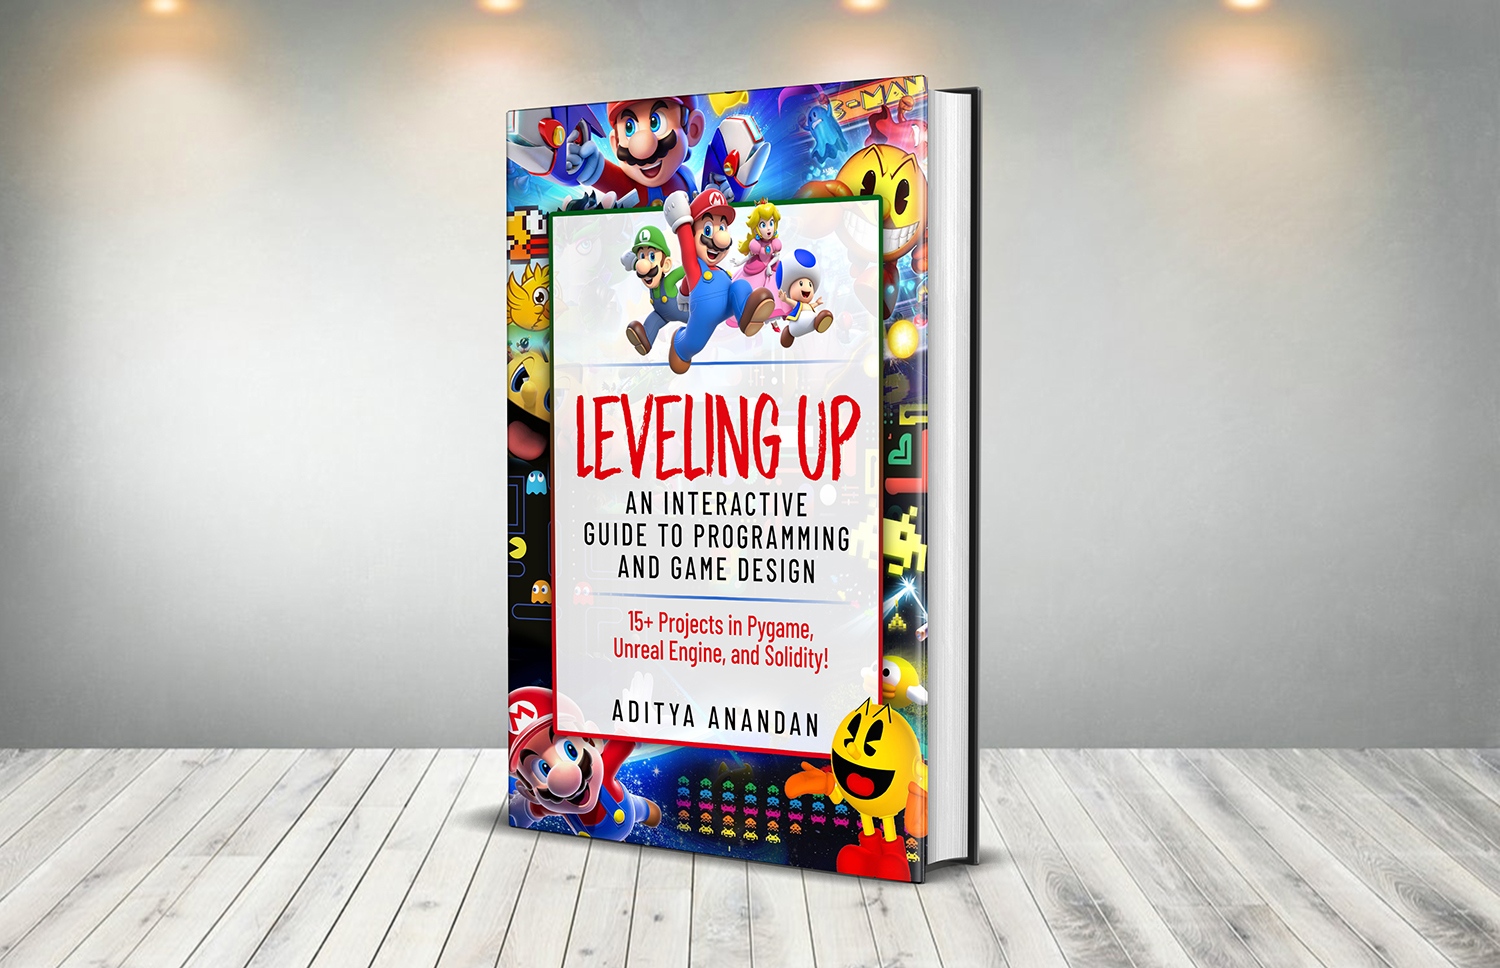 S-MAN
LEVELING UP
AN INTERACTIVE
GUIDE TO PROGRAMMING
AND GAME DESIGN
15+ Projects in Pygame,
Unreal Engine, and Solidity!
ADITYA ANANDAN